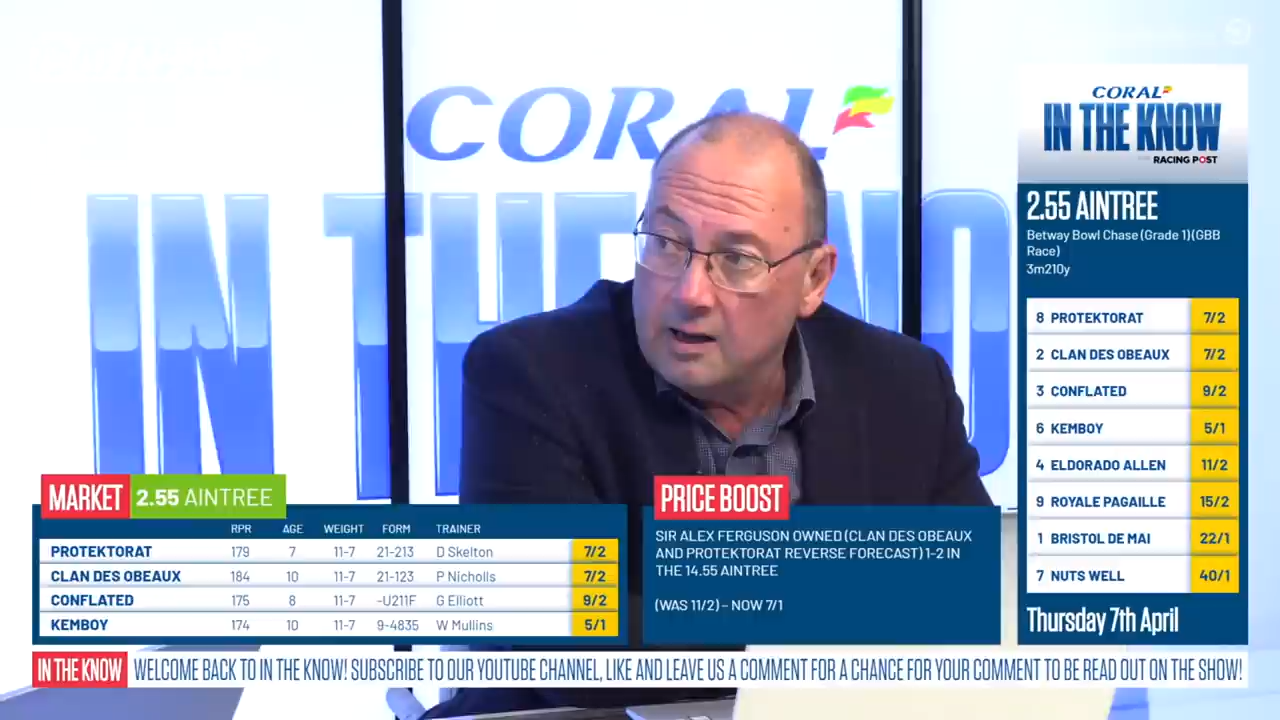 CORAL
IN THE KNO
CORAL
IN THE KNOW
RACING POST
2.55 AINTREE
Betway Bowl Chase (Grade 1) (GBB
Race)
3m210y
8 PROTEKTORAT 7/2
2 CLAN DES OBEAUX 7/2
3 CONFLATED 9/2
6 KEMBOY 5/1
4 ELDORADO ALLEN 11/2
9 ROYALE PAGAILLE 15/2
1 BRISTOL DE MAI 22/1
7 NUTS WELL 40/1
Thursday 7th April
MARKET 2.55 AINTREE
RPR AGE WEIGHT FORM TRAINER
PROTEKTORAT 179 7 11-7 21-213 D Skelton 7/2
CLAN DES OBEAUX 184 10 11-7 21-123 P Nicholls 7/2
CONFLATED 175 8 11-7 -U211F G Elliott 9/2
KEMBOY 174 10 11-7 9-4835 W Mullins 5/1
PRICE BOOST
SIR ALEX FERGUSON OWNED (CLAN DES OBEAUX
AND PROTEKTORAT REVERSE FORECAST) 1-2 IN
THE 14.55 AINTREE
(WAS 11/2) – NOW 7/1
IN THE KNOW WELCOME BACK TO IN THE KNOW! SUBSCRIBE TO OUR YOUTUBE CHANNEL, LIKE AND LEAVE US A COMMENT FOR A CHANCE FOR YOUR COMMENT TO BE READ OUT ON THE SHOW!